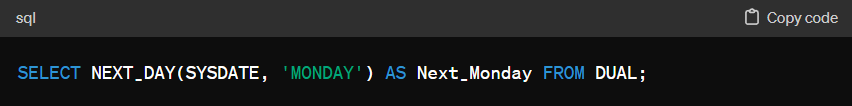 sql
Copy code
SELECT NEXT_DAY(SYSDATE, 'MONDAY') AS Next_Monday FROM DUAL;